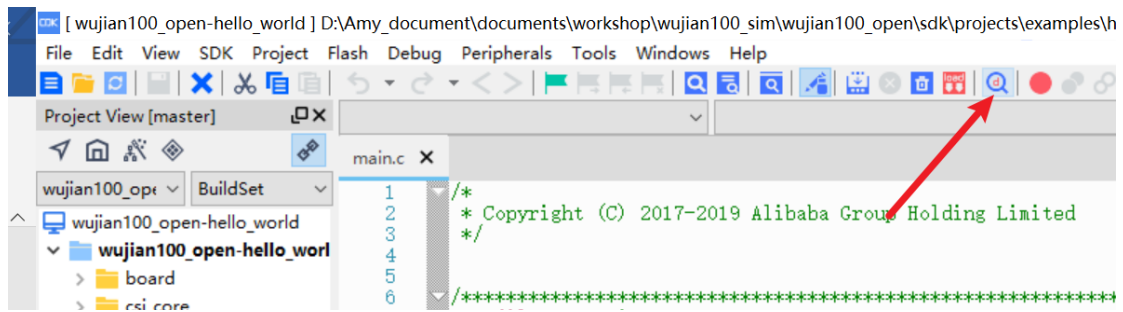 CDK [ wujian100_open-hello_world ] D:\Amy_document\documents\workshop\wujian100_sim\wujian100_open\sdk\projects\examples\h
File Edit View SDK Project Flash Debug Peripherals Tools Windows Help
load
d
Project View [master]
main.c
wujian100_ope BuildSet
wujian100_open-hello_world
wujian100_open-hello_worl
board
csi_core
1 /*
2 * Copyright (C) 2017-2019 Alibaba Group Holding Limited
3 */
4
5
6 /**********************************************************